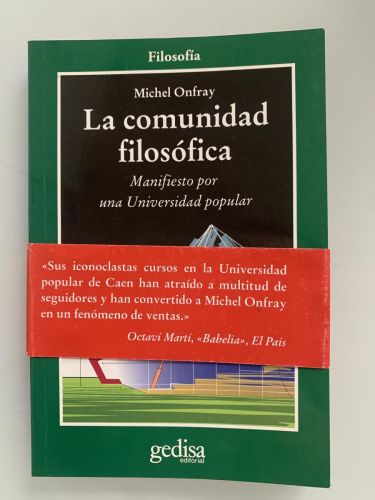 Filosofía
Michel Onfray
La comunidad
filosófica
Manifiesto por
una Universidad popular
«Sus iconoclastas cursos en la Universidad
popular de Caen han atraído a multitud de
seguidores y han convertido a Michel Onfray
en un fenómeno de ventas.»
Octavi Martí, «Babelia», El País
gedisa
editorial